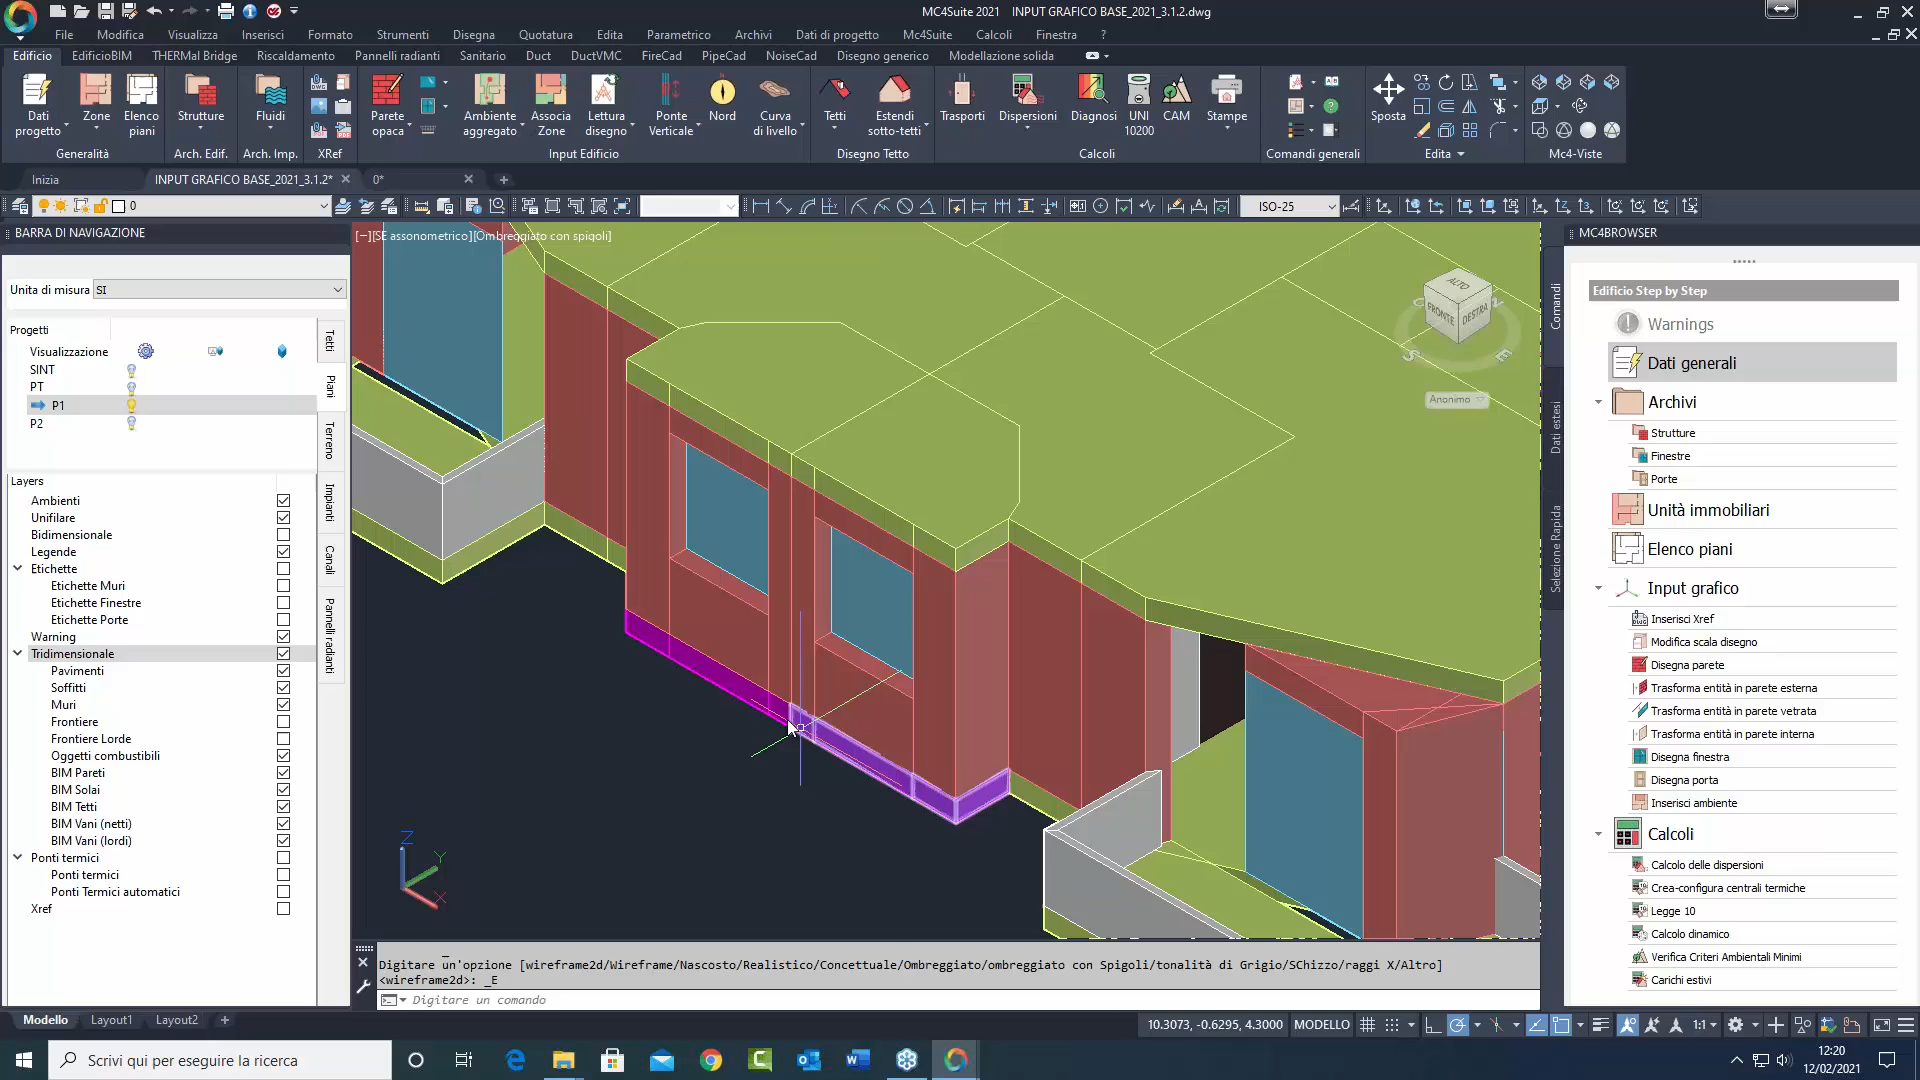 MC4Suite 2021 INPUT GRAFICO BASE_2021_3.1.2.dwg
File Modifica Visualizza Inserisci Formato Strumenti Disegna Quotatura Edita Parametrico Archivi Dati di progetto Mc4Suite Calcoli Finestra ?
Edificio EdificioBIM THERMal Bridge Riscaldamento Pannelli radianti Sanitario Duct DuctVMC FireCad PipeCad NoiseCad Disegno generico Modellazione solida
Dati progetto
Zone
Elenco piani
Strutture
Fluidi
Parete opaca
Ambiente aggregato
Associa Zone
Lettura disegno
Ponte Verticale
Nord
Curva di livello
Tetti
Estendi sotto-tetti
Trasporti
Dispersioni
Diagnosi
UNI 10200
CAM
Stampe
Sposta
Generalità Arch. Edif. Arch. Imp. XRef Input Edificio Disegno Tetto Calcoli Comandi generali Edita Mc4-Viste
Inizia INPUT GRAFICO BASE_2021_3.1.2* 0*
0
ISO-25
BARRA DI NAVIGAZIONE
Unita di misura SI
Progetti
Visualizzazione
SINT
PT
P1
P2
Layers
Ambienti
Unifilare
Bidimensionale
Legende
Etichette
Etichette Muri
Etichette Finestre
Etichette Porte
Warning
Tridimensionale
Pavimenti
Soffitti
Muri
Frontiere
Frontiere Lorde
Oggetti combustibili
BIM Pareti
BIM Solai
BIM Tetti
BIM Vani (netti)
BIM Vani (lordi)
Ponti termici
Ponti termici
Ponti Termici automatici
Xref
Tetti
Piani
Terreno
Impianti
Canali
Pannelli radianti
[−][SE assonometrico][Ombreggiato con spigoli]
ALTO
FRONTE
DESTRA
S
E
Anonimo
Z
Y
X
Comandi
Dati estesi
Selezione Rapida
MC4BROWSER
Edificio Step by Step
Warnings
Dati generali
Archivi
Strutture
Finestre
Porte
Unità immobiliari
Elenco piani
Input grafico
Inserisci Xref
Modifica scala disegno
Disegna parete
Trasforma entità in parete esterna
Trasforma entità in parete vetrata
Trasforma entità in parete interna
Disegna finestra
Disegna porta
Inserisci ambiente
Calcoli
Calcolo delle dispersioni
Crea-configura centrali termiche
Legge 10
Calcolo dinamico
Verifica Criteri Ambientali Minimi
Carichi estivi
Digitare un'opzione [wireframe2d/Wireframe/Nascosto/Realistico/Concettuale/Ombreggiato/ombreggiato con Spigoli/tonalità di Grigio/SChizzo/raggi X/Altro]
<wireframe2d>: _E
Digitare un comando
Modello Layout1 Layout2 +
10.3073, -0.6295, 4.3000 MODELLO 1:1
Scrivi qui per eseguire la ricerca
12:20
12/02/2021